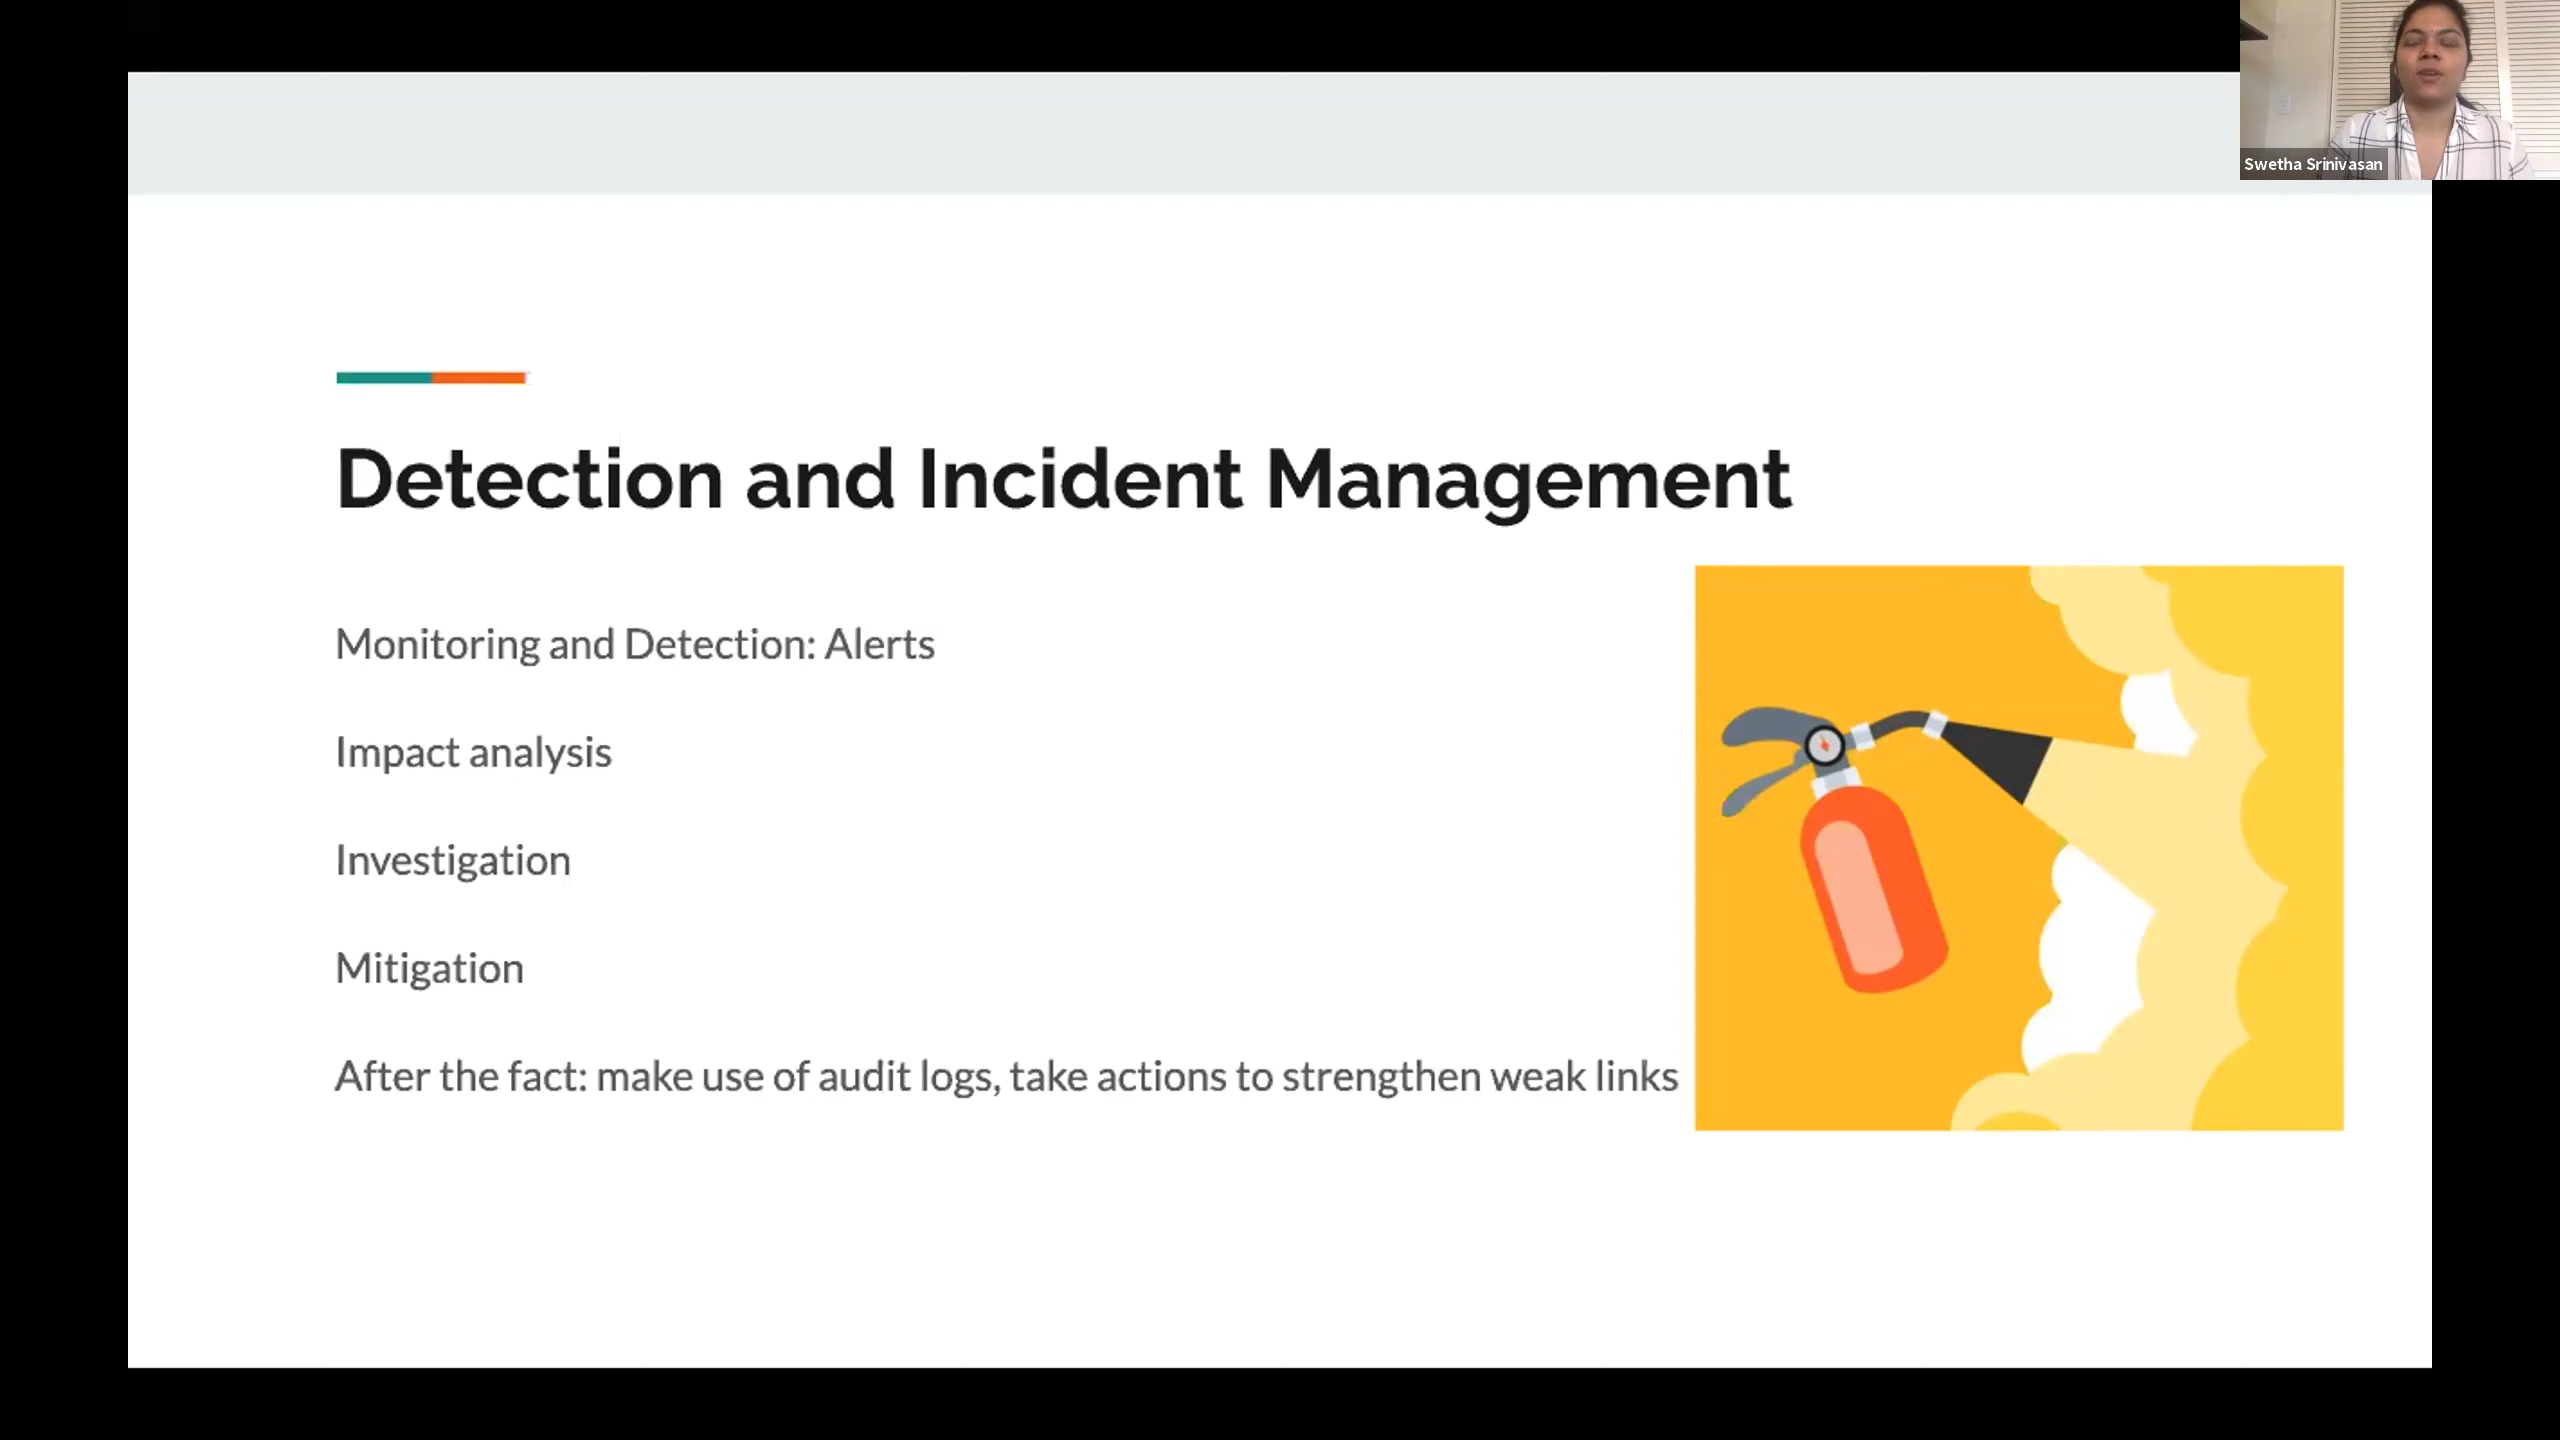 Swetha Srinivasan
Detection and Incident Management
Monitoring and Detection: Alerts
Impact analysis
Investigation
Mitigation
After the fact: make use of audit logs, take actions to strengthen weak links